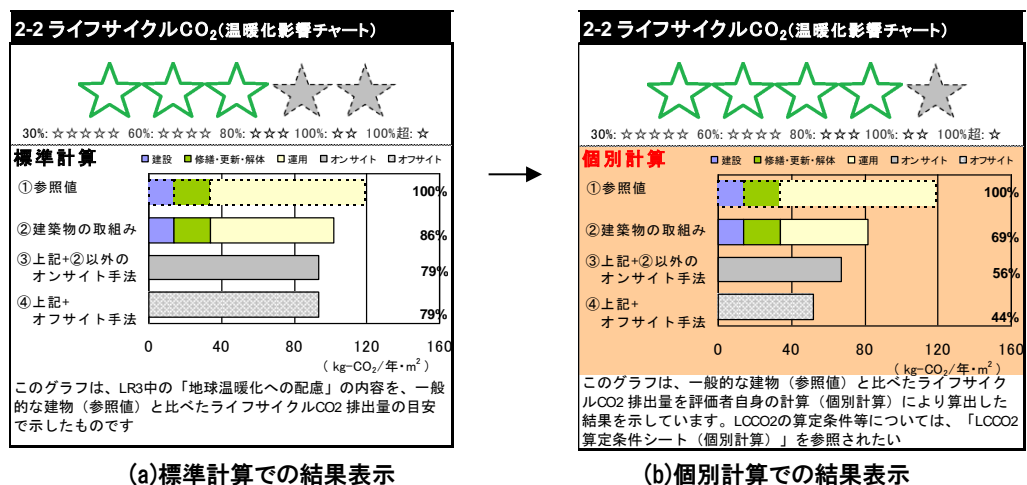 2-2 ライフサイクルCO₂(温暖化影響チャート)
30%: ☆☆☆☆☆ 60%: ☆☆☆☆ 80%: ☆☆☆ 100%: ☆☆ 100%超: ☆
標準計算
建設 修繕・更新・解体 運用 オンサイト オフサイト
①参照値 100%
②建築物の取組み 86%
③上記+②以外の
オンサイト手法 79%
④上記+
オフサイト手法 79%
0 40 80 120 160
( kg-CO₂/年・m² )
このグラフは、LR3中の「地球温暖化への配慮」の内容を、一般
的な建物（参照値）と比べたライフサイクルCO2 排出量の目安
で示したものです
(a)標準計算での結果表示
2-2 ライフサイクルCO₂(温暖化影響チャート)
30%: ☆☆☆☆☆ 60%: ☆☆☆☆ 80%: ☆☆☆ 100%: ☆☆ 100%超: ☆
個別計算
建設 修繕・更新・解体 運用 オンサイト オフサイト
①参照値 100%
②建築物の取組み 69%
③上記+②以外の
オンサイト手法 56%
④上記+
オフサイト手法 44%
0 40 80 120 160
( kg-CO₂/年・m² )
このグラフは、一般的な建物（参照値）と比べたライフサイク
ルCO2 排出量を評価者自身の計算（個別計算）により算出した
結果を示しています。LCCO2の算定条件等については、「LCCO2
算定条件シート（個別計算）」を参照されたい
(b)個別計算での結果表示